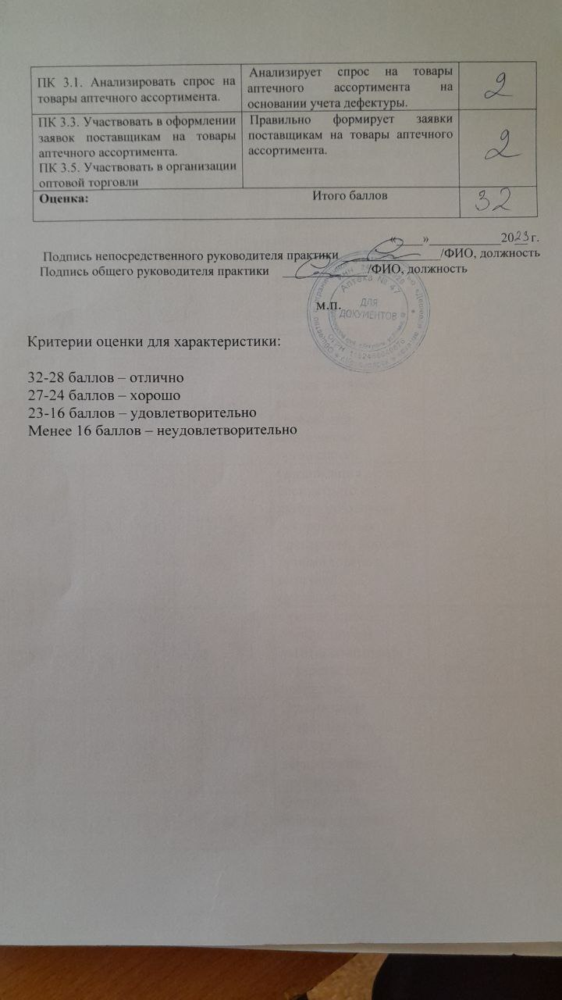 ПК 3.1. Анализировать спрос на товары аптечного ассортимента.
Анализирует спрос на товары аптечного ассортимента на основании учета дефектуры.
2
ПК 3.3. Участвовать в оформлении заявок поставщикам на товары аптечного ассортимента.
ПК 3.5. Участвовать в организации оптовой торговли
Правильно формирует заявки поставщикам на товары аптечного ассортимента.
2
Оценка: Итого баллов 32
«____»___________2023 г.
Подпись непосредственного руководителя практики ________________/ФИО, должность
Подпись общего руководителя практики ______________/ФИО, должность
м.п.
Аптека № 47
ДЛЯ
ДОКУМЕНТОВ
Критерии оценки для характеристики:
32-28 баллов – отлично
27-24 баллов – хорошо
23-16 баллов – удовлетворительно
Менее 16 баллов – неудовлетворительно